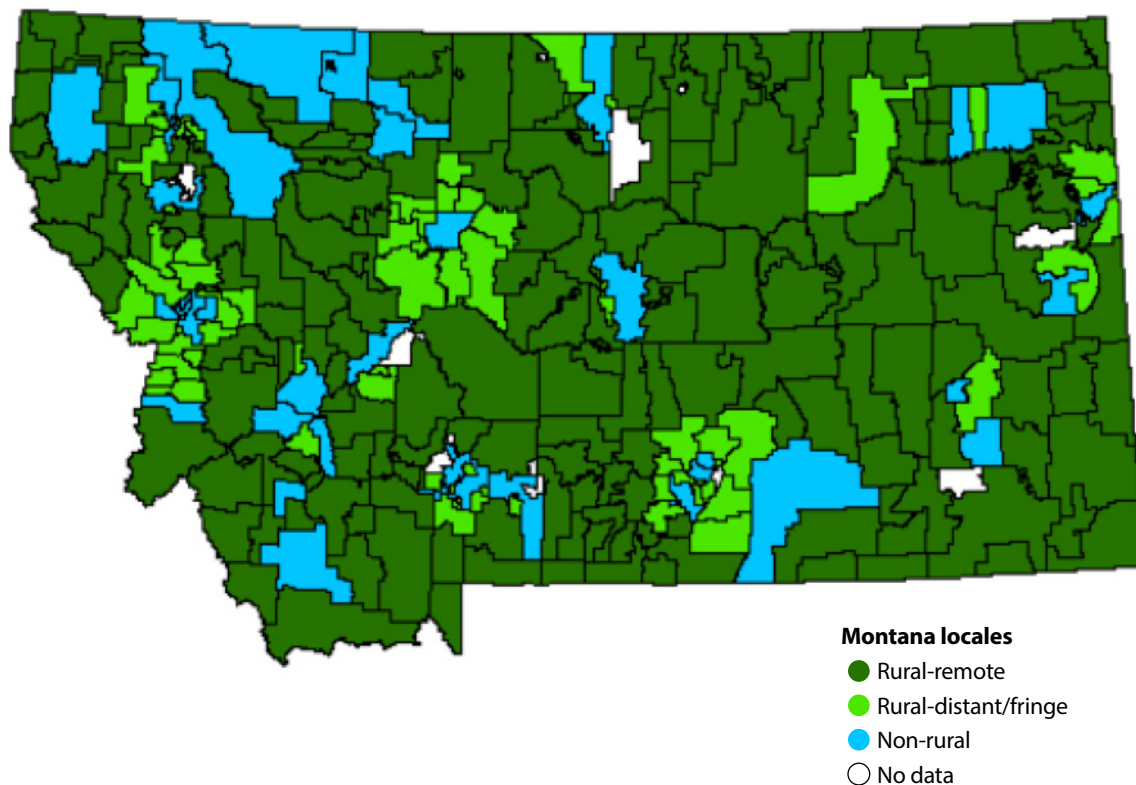 Montana locales
Rural-remote
Rural-distant/fringe
Non-rural
No data